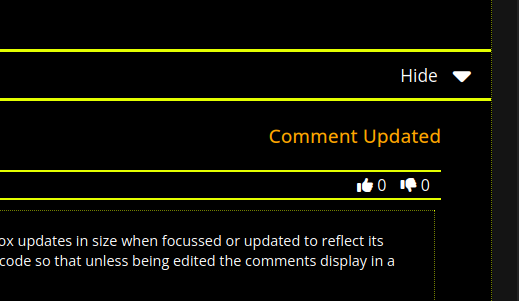 Hide
Comment Updated
0 0
ox updates in size when focussed or updated to reflect its
code so that unless being edited the comments display in a